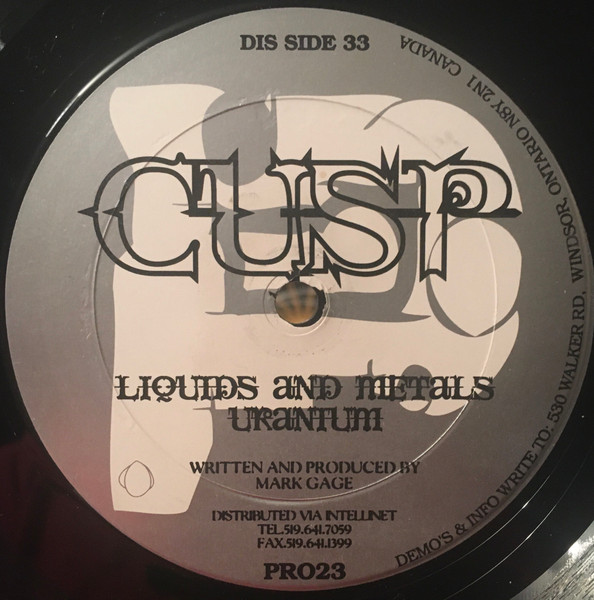 DIS SIDE 33
CUSP
LIQUIDS AND METALS
URANTUM
WRITTEN AND PRODUCED BY
MARK GAGE
DISTRIBUTED VIA INTELLINET
TEL.519.641.7059
FAX.519.641.1399
PRO23
DEMO'S & INFO WRITE TO: 530 WALKER RD, WINDSOR, ONTARIO N8Y 2N1 CANADA